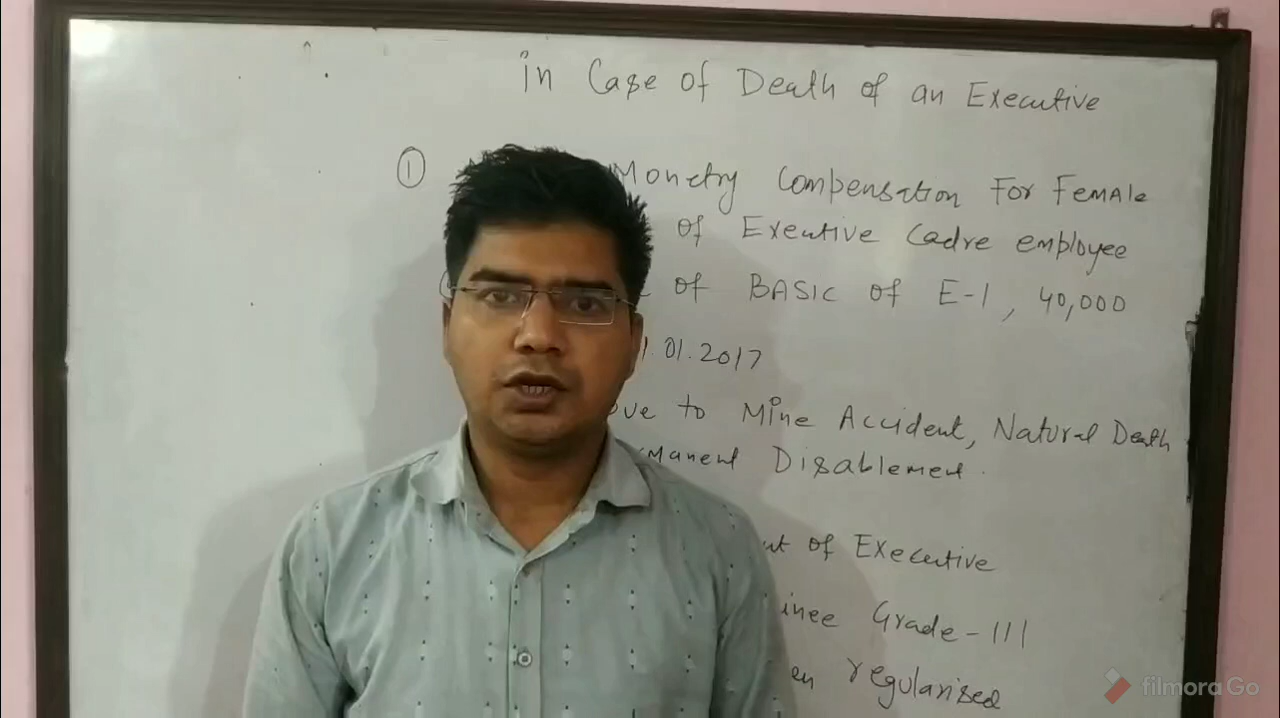 in Case of Death of an Executive
① Monetry Compensation For Female
of Exeutive Cadre employee
of BASIC of E-1, 40,000
1.01.2017
ue to Mine Accident, Natural Death
manent Disablement.
of Executive
inee Grade-III
en regularised
filmora Go